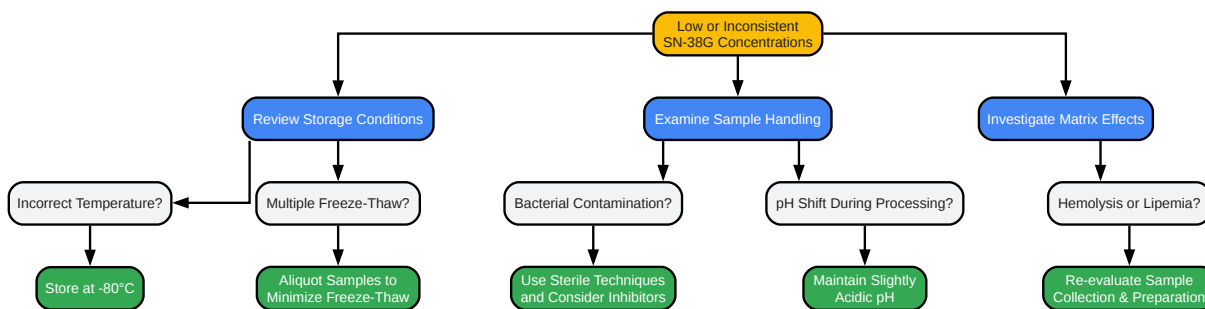 Low or Inconsistent
SN-38G Concentrations
Review Storage Conditions
Examine Sample Handling
Investigate Matrix Effects
Incorrect Temperature?
Multiple Freeze-Thaw?
Bacterial Contamination?
pH Shift During Processing?
Hemolysis or Lipemia?
Store at -80°C
Aliquot Samples to
Minimize Freeze-Thaw
Use Sterile Techniques
and Consider Inhibitors
Maintain Slightly
Acidic pH
Re-evaluate Sample
Collection & Preparation